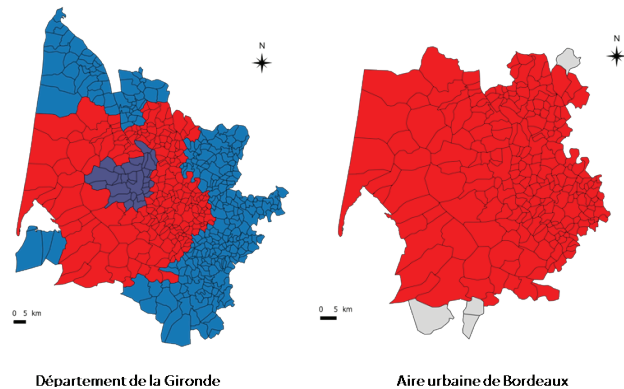 N
N
0 5 km
0 5 km
Département de la Gironde
Aire urbaine de Bordeaux